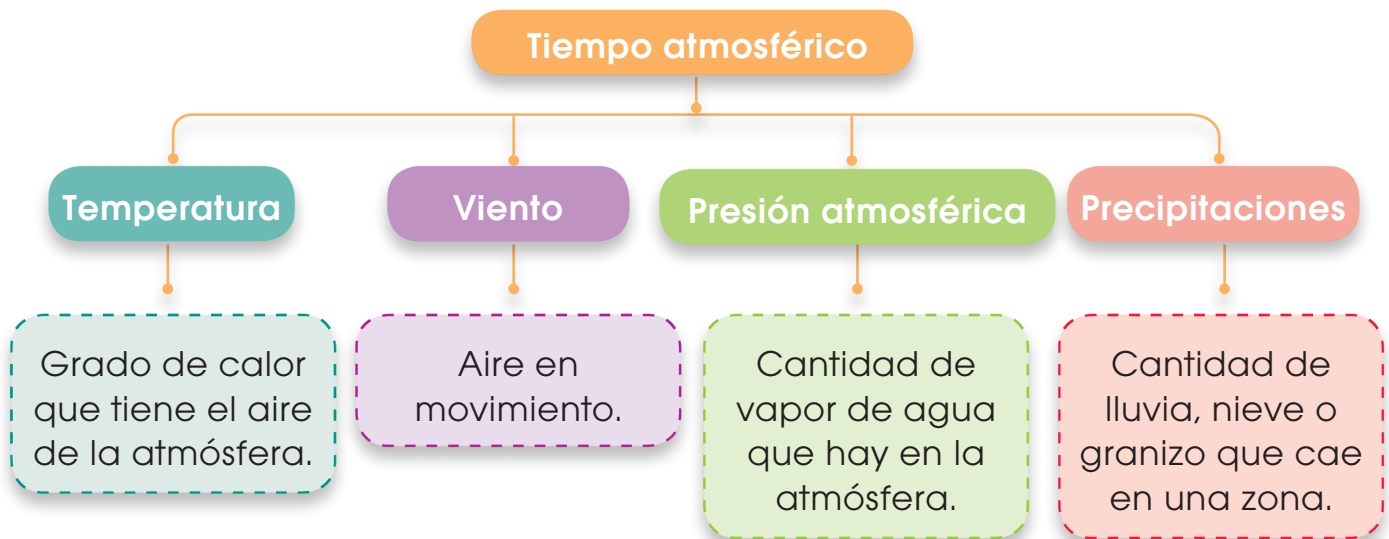 Tiempo atmosférico
Temperatura
Viento
Presión atmosférica
Precipitaciones
Grado de calor
que tiene el aire
de la atmósfera.
Aire en
movimiento.
Cantidad de
vapor de agua
que hay en la
atmósfera.
Cantidad de
lluvia, nieve o
granizo que cae
en una zona.